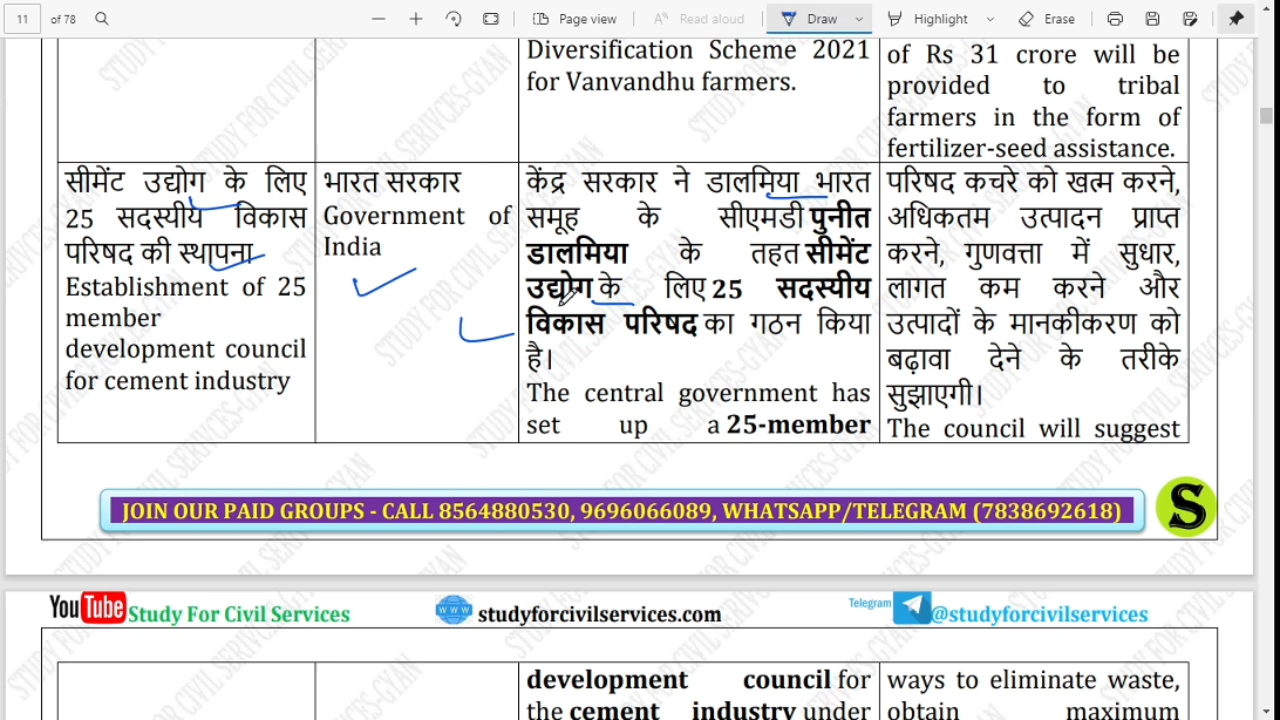 11 of 78 Page view Read aloud Draw Highlight Erase
Diversification Scheme 2021
for Vanvandhu farmers.
of Rs 31 crore will be
provided to tribal
farmers in the form of
fertilizer-seed assistance.
सीमेंट उद्योग के लिए
25 सदस्यीय विकास
परिषद की स्थापना
Establishment of 25
member
development council
for cement industry
भारत सरकार
Government of
India
केंद्र सरकार ने डालमिया भारत
समूह के सीएमडी पुनीत
डालमिया के तहत सीमेंट
उद्योग के लिए 25 सदस्यीय
विकास परिषद का गठन किया
है।
The central government has
set up a 25-member
परिषद कचरे को खत्म करने,
अधिकतम उत्पादन प्राप्त
करने, गुणवत्ता में सुधार,
लागत कम करने और
उत्पादों के मानकीकरण को
बढ़ावा देने के तरीके
सुझाएगी।
The council will suggest
JOIN OUR PAID GROUPS - CALL 8564880530, 9696066089, WHATSAPP/TELEGRAM (7838692618)
S
YouTube Study For Civil Services
www studyforcivilservices.com
Telegram @studyforcivilservices
development council for
the cement industry under
ways to eliminate waste,
obtain maximum
STUDY FOR CIVIL SERIVCES-GYAN